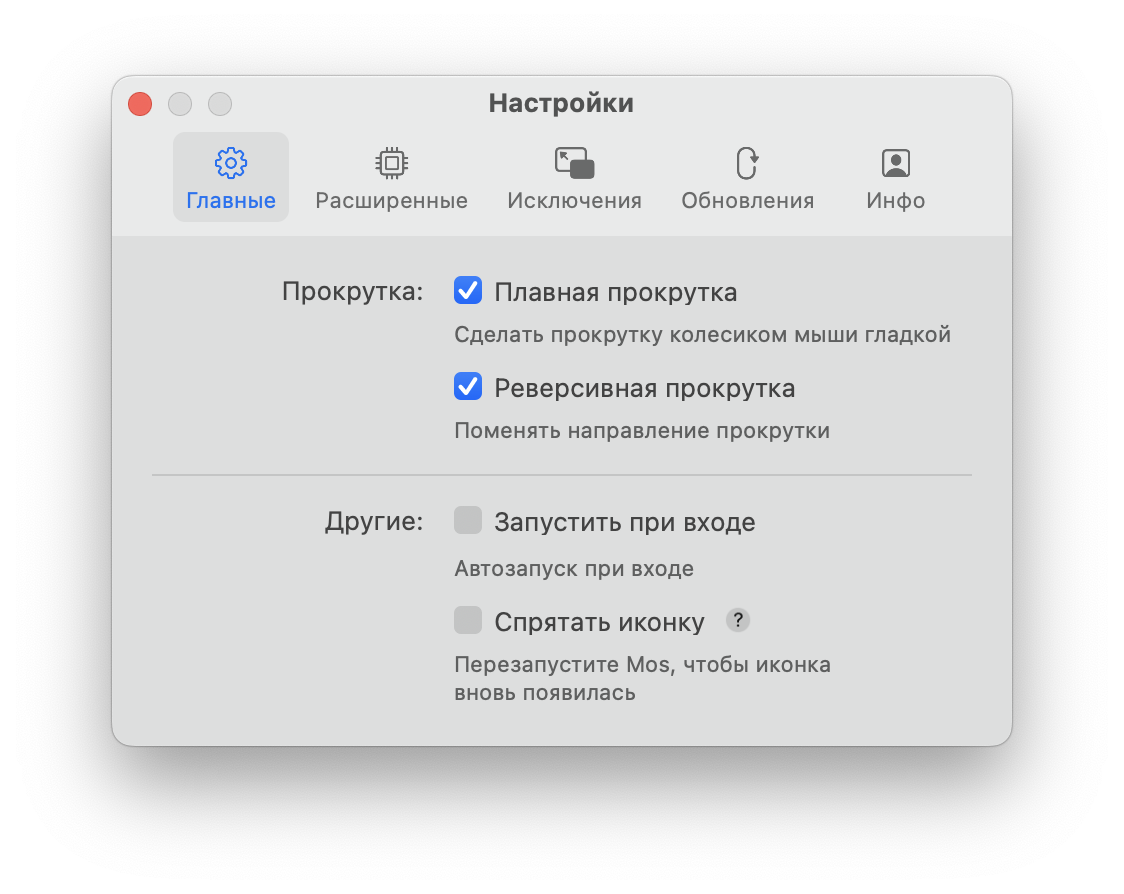 Настройки
Главные
Расширенные
Исключения
Обновления
Инфо
Прокрутка:
Плавная прокрутка
Сделать прокрутку колесиком мыши гладкой
Реверсивная прокрутка
Поменять направление прокрутки
Другие:
Запустить при входе
Автозапуск при входе
Спрятать иконку ?
Перезапустите Mos, чтобы иконка
вновь появилась